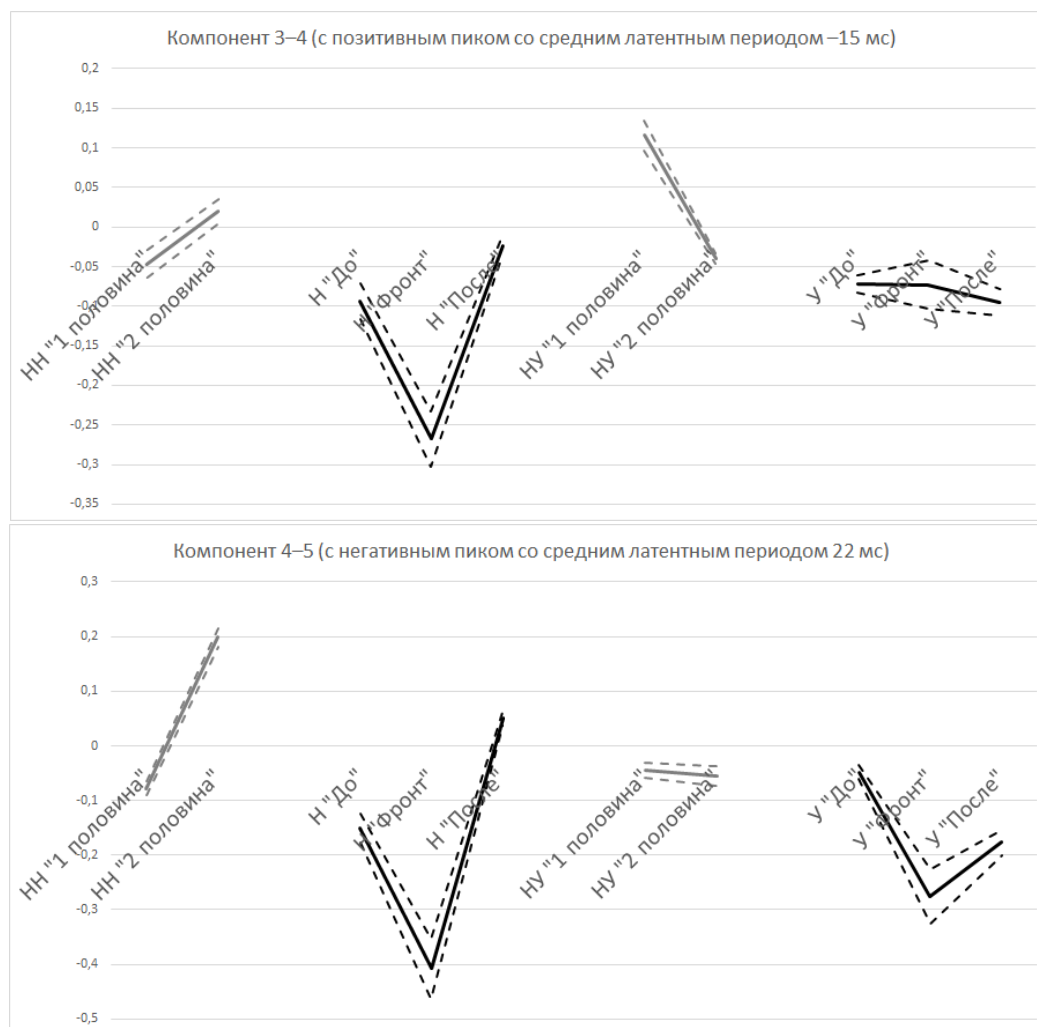 Компонент 3–4 (с позитивным пиком со средним латентным периодом –15 мс)
0,2
0,15
0,1
0,05
0
-0,05
-0,1
-0,15
-0,2
-0,25
-0,3
-0,35
НН "1 половина"
НН "2 половина"
Н "До"
Н "Фронт"
Н "После"
НУ "1 половина"
НУ "2 половина"
У "До"
У "Фронт"
У "После"
Компонент 4–5 (с негативным пиком со средним латентным периодом 22 мс)
0,3
0,2
0,1
0
-0,1
-0,2
-0,3
-0,4
-0,5
НН "1 половина"
НН "2 половина"
Н "До"
Н "Фронт"
Н "После"
НУ "1 половина"
НУ "2 половина"
У "До"
У "Фронт"
У "После"